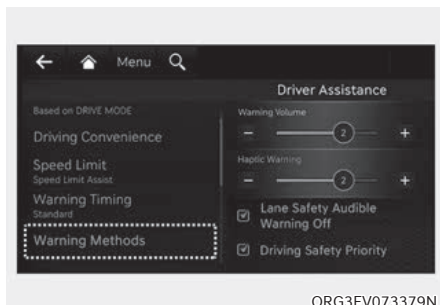 Menu
Driver Assistance
Based on DRIVE MODE
Driving Convenience
Speed Limit
Speed Limit Assist
Warning Timing
Standard
Warning Methods
Warning Volume
− 2 +
Haptic Warning
− 2 +
Lane Safety Audible
Warning Off
Driving Safety Priority
ORG3EV073379N